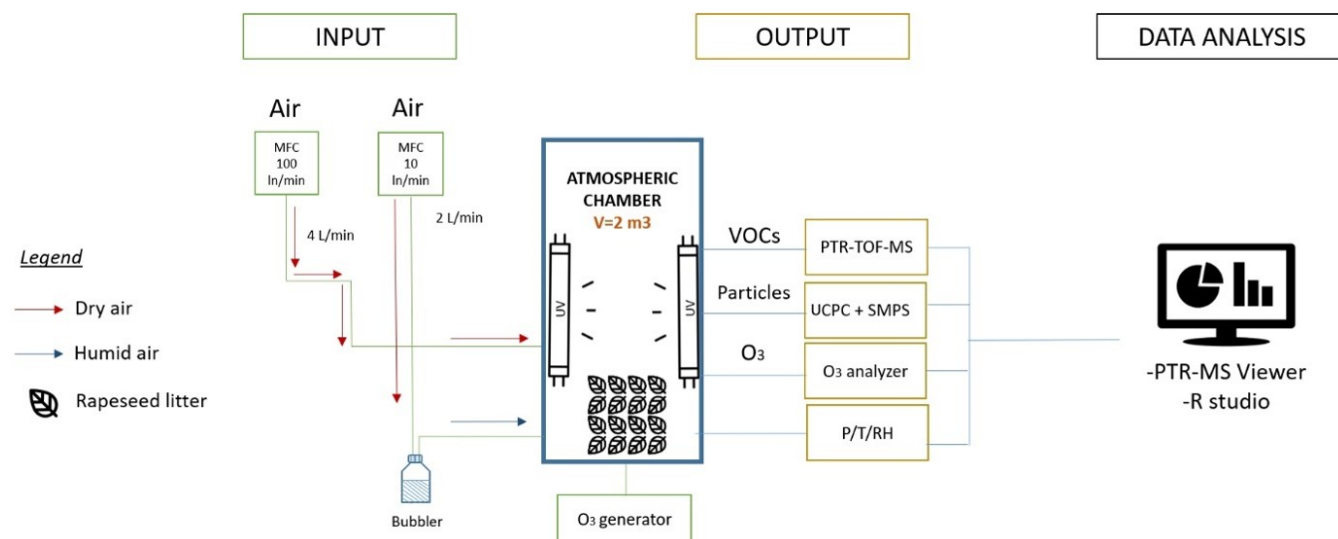 INPUT
OUTPUT
DATA ANALYSIS
Air
Air
MFC
100
ln/min
MFC
10
ln/min
4 L/min
2 L/min
Legend
Dry air
Humid air
Rapeseed litter
Bubbler
ATMOSPHERIC
CHAMBER
V=2 m3
UV
UV
O3 generator
VOCs
PTR-TOF-MS
Particles
UCPC + SMPS
O3
O3 analyzer
P/T/RH
-PTR-MS Viewer
-R studio